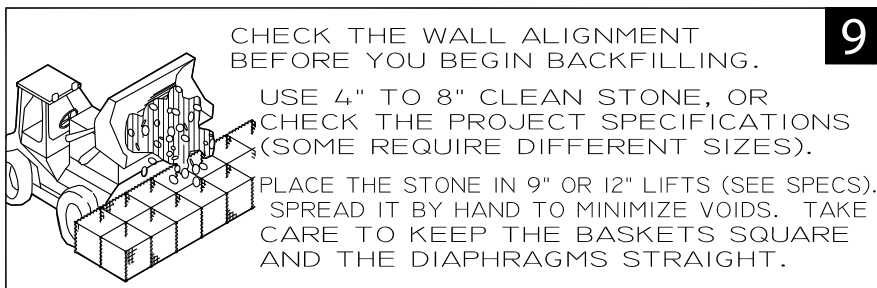 9
CHECK THE WALL ALIGNMENT
BEFORE YOU BEGIN BACKFILLING.
USE 4" TO 8" CLEAN STONE, OR
CHECK THE PROJECT SPECIFICATIONS
(SOME REQUIRE DIFFERENT SIZES).
PLACE THE STONE IN 9" OR 12" LIFTS (SEE SPECS).
SPREAD IT BY HAND TO MINIMIZE VOIDS. TAKE
CARE TO KEEP THE BASKETS SQUARE
AND THE DIAPHRAGMS STRAIGHT.